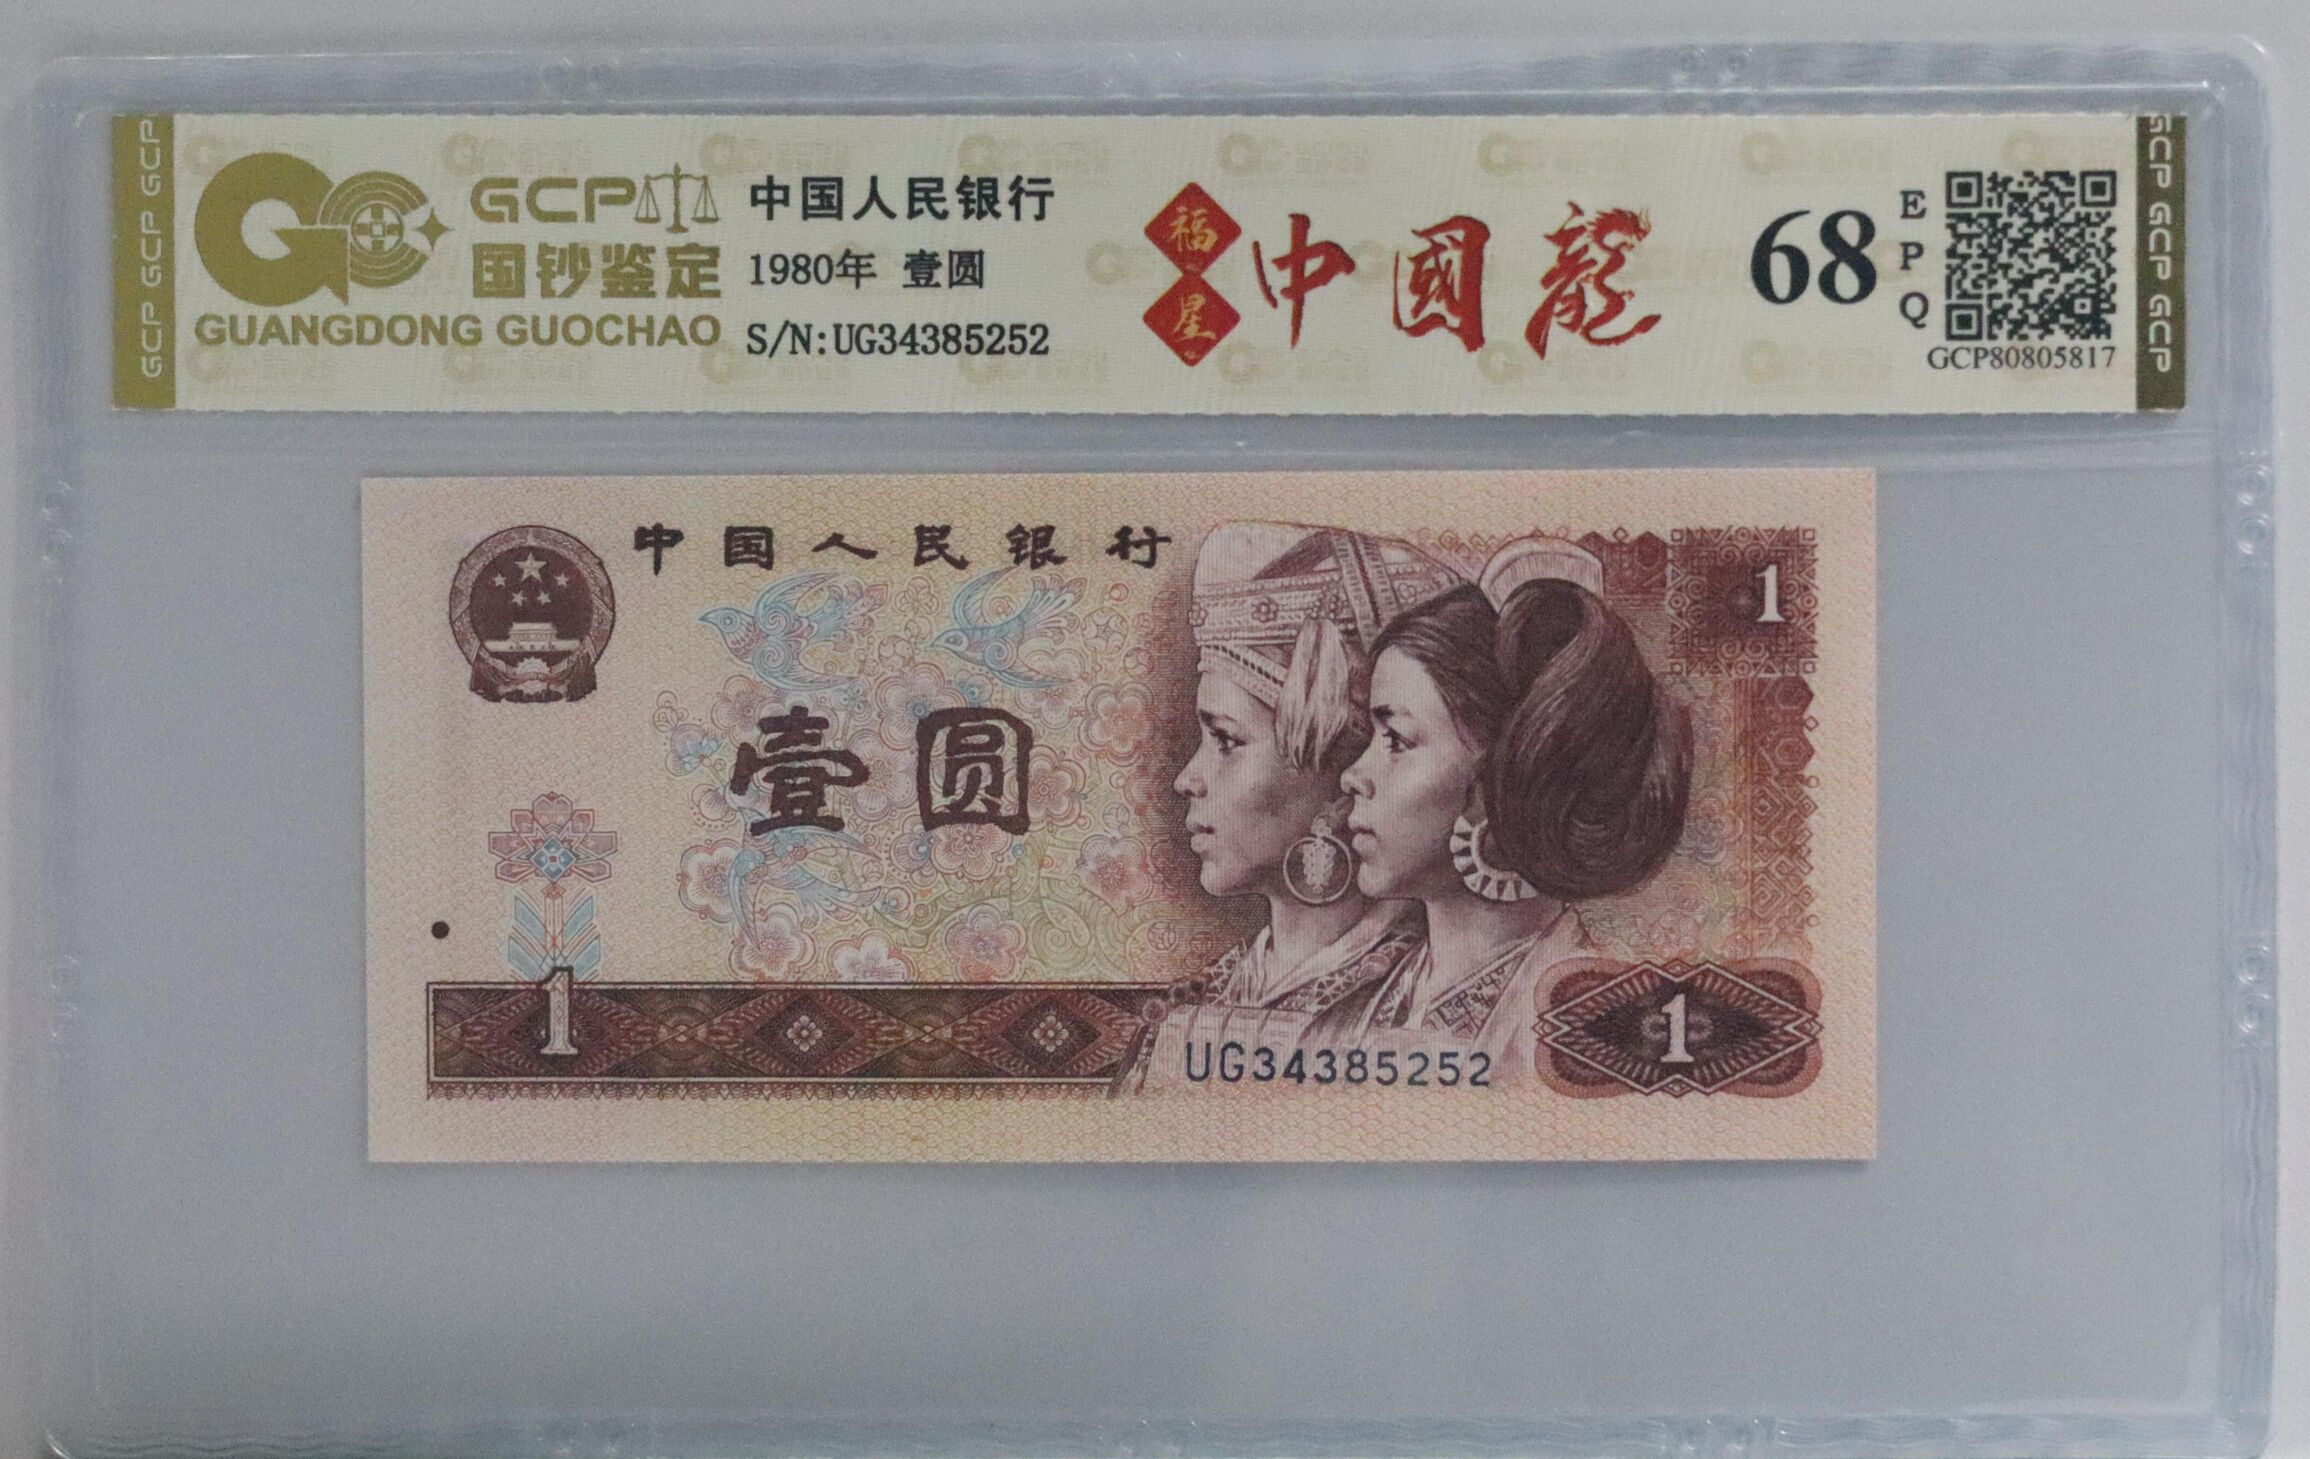 GCP GCP GCP
GCP
国钞鉴定
GUANGDONG GUOCHAO
中国人民银行
1980年 壹圆
S/N:UG34385252
福星
中國龍
68
EPQ
GCP80805817
GCP GCP GCP
中国人民银行
1
壹圆
1
1
UG34385252